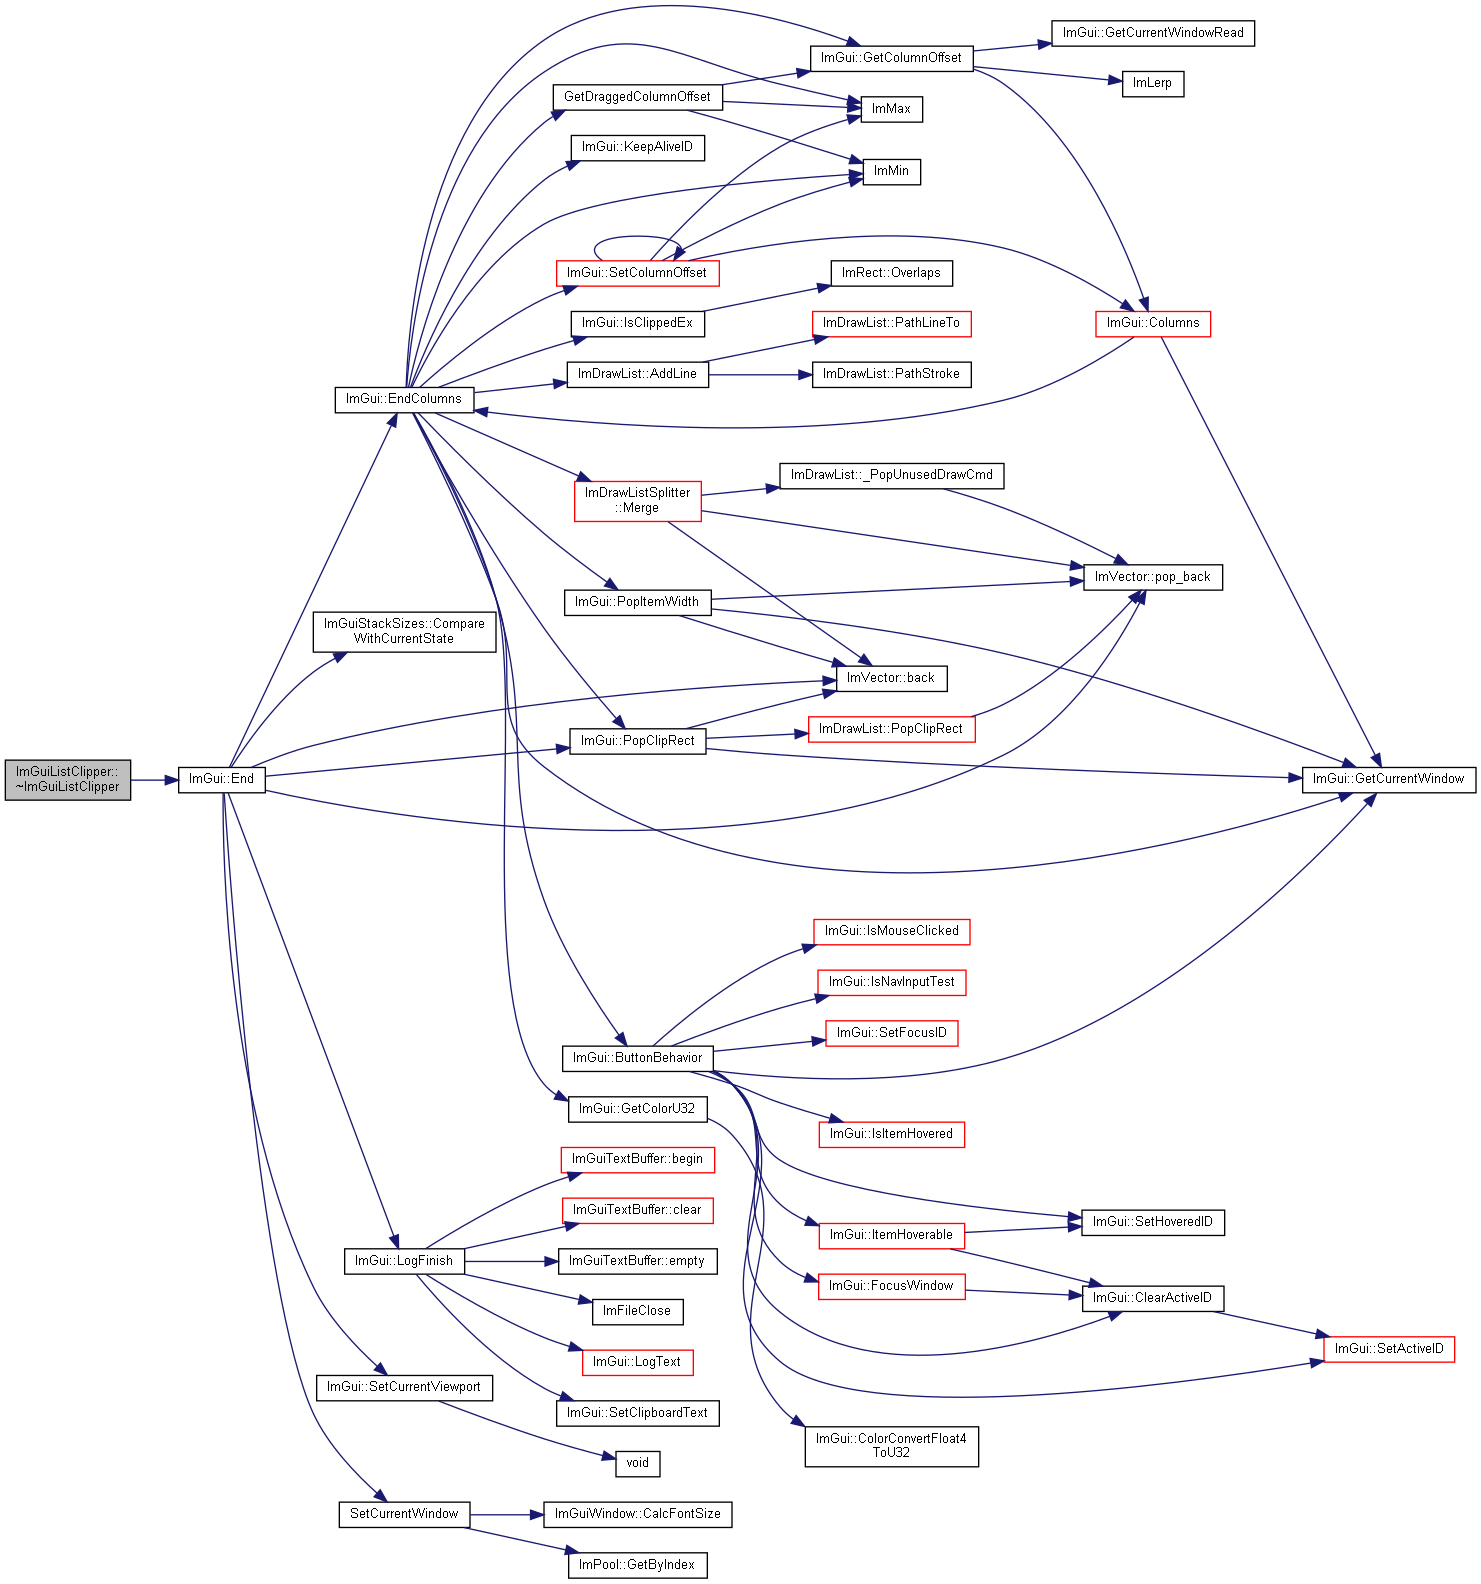 ImGui::GetCurrentWindowRead
ImGui::GetColumnOffset
ImLerp
GetDraggedColumnOffset
ImMax
ImGui::KeepAliveID
ImMin
ImGui::SetColumnOffset
ImRect::Overlaps
ImGui::IsClippedEx
ImDrawList::PathLineTo
ImGui::Columns
ImDrawList::AddLine
ImDrawList::PathStroke
ImGui::EndColumns
ImDrawList::_PopUnusedDrawCmd
ImDrawListSplitter
::Merge
ImVector::pop_back
ImGui::PopItemWidth
ImGuiStackSizes::Compare
WithCurrentState
ImVector::back
ImDrawList::PopClipRect
ImGui::PopClipRect
ImGuiListClipper::
~ImGuiListClipper
ImGui::End
ImGui::GetCurrentWindow
ImGui::IsMouseClicked
ImGui::IsNavInputTest
ImGui::SetFocusID
ImGui::ButtonBehavior
ImGui::GetColorU32
ImGui::IsItemHovered
ImGuiTextBuffer::begin
ImGuiTextBuffer::clear
ImGui::SetHoveredID
ImGui::ItemHoverable
ImGui::LogFinish
ImGuiTextBuffer::empty
ImGui::FocusWindow
ImGui::ClearActiveID
ImFileClose
ImGui::SetActiveID
ImGui::LogText
ImGui::SetCurrentViewport
ImGui::SetClipboardText
ImGui::ColorConvertFloat4
ToU32
void
SetCurrentWindow
ImGuiWindow::CalcFontSize
ImPool::GetByIndex